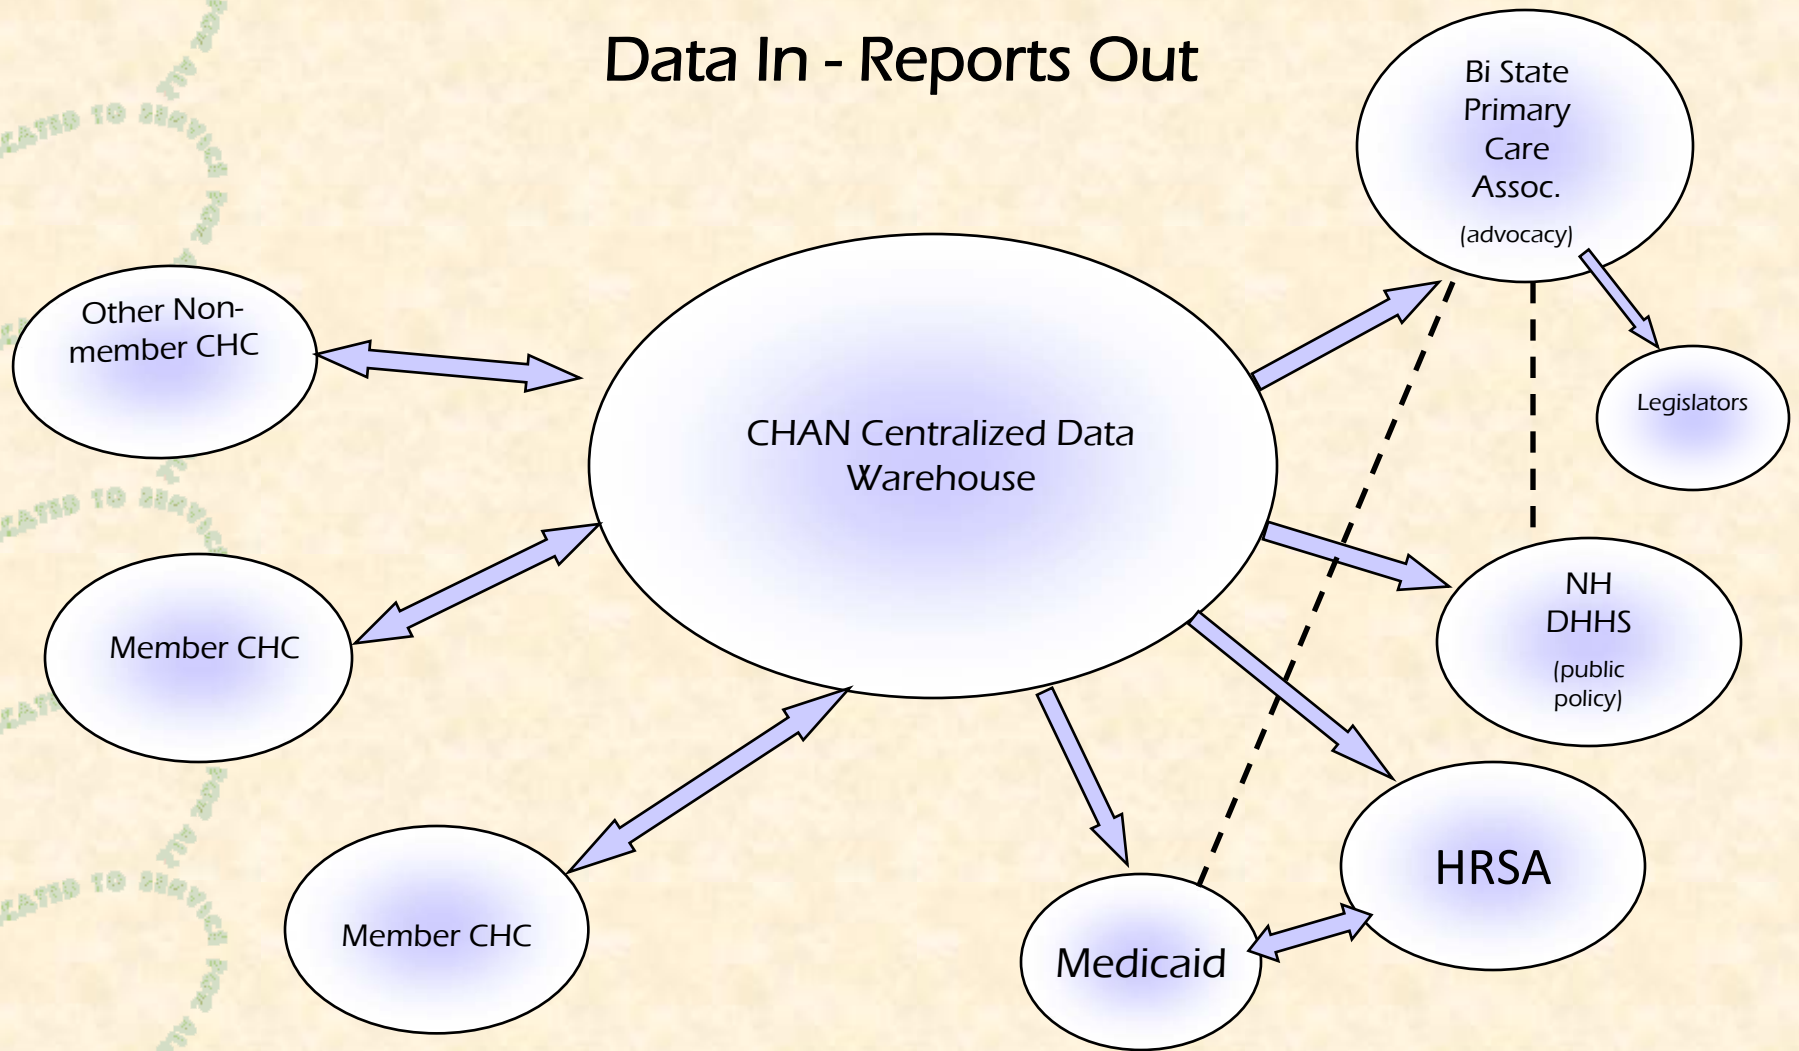 Data In - Reports Out
Bi State
Primary
Care
Assoc.
(advocacy)
Other Non-
member CHC
Legislators
CHAN Centralized Data
Warehouse
NH
DHHS
(public
policy)
Member CHC
HRSA
Member CHC
Medicaid